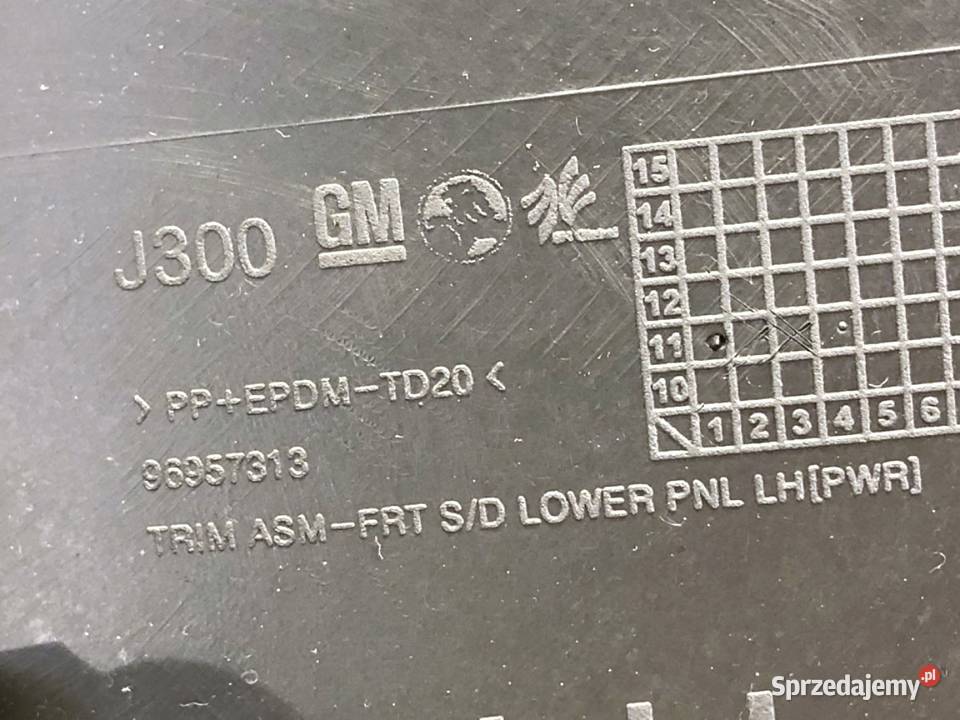 J300 GM
> PP+EPDM-TD20 <
96957313
TRIM ASM-FRT S/D LOWER PNL LH[PWR]
15
14
13
12
11
10
1 2 3 4 5 6
Sprzedajemy.pl